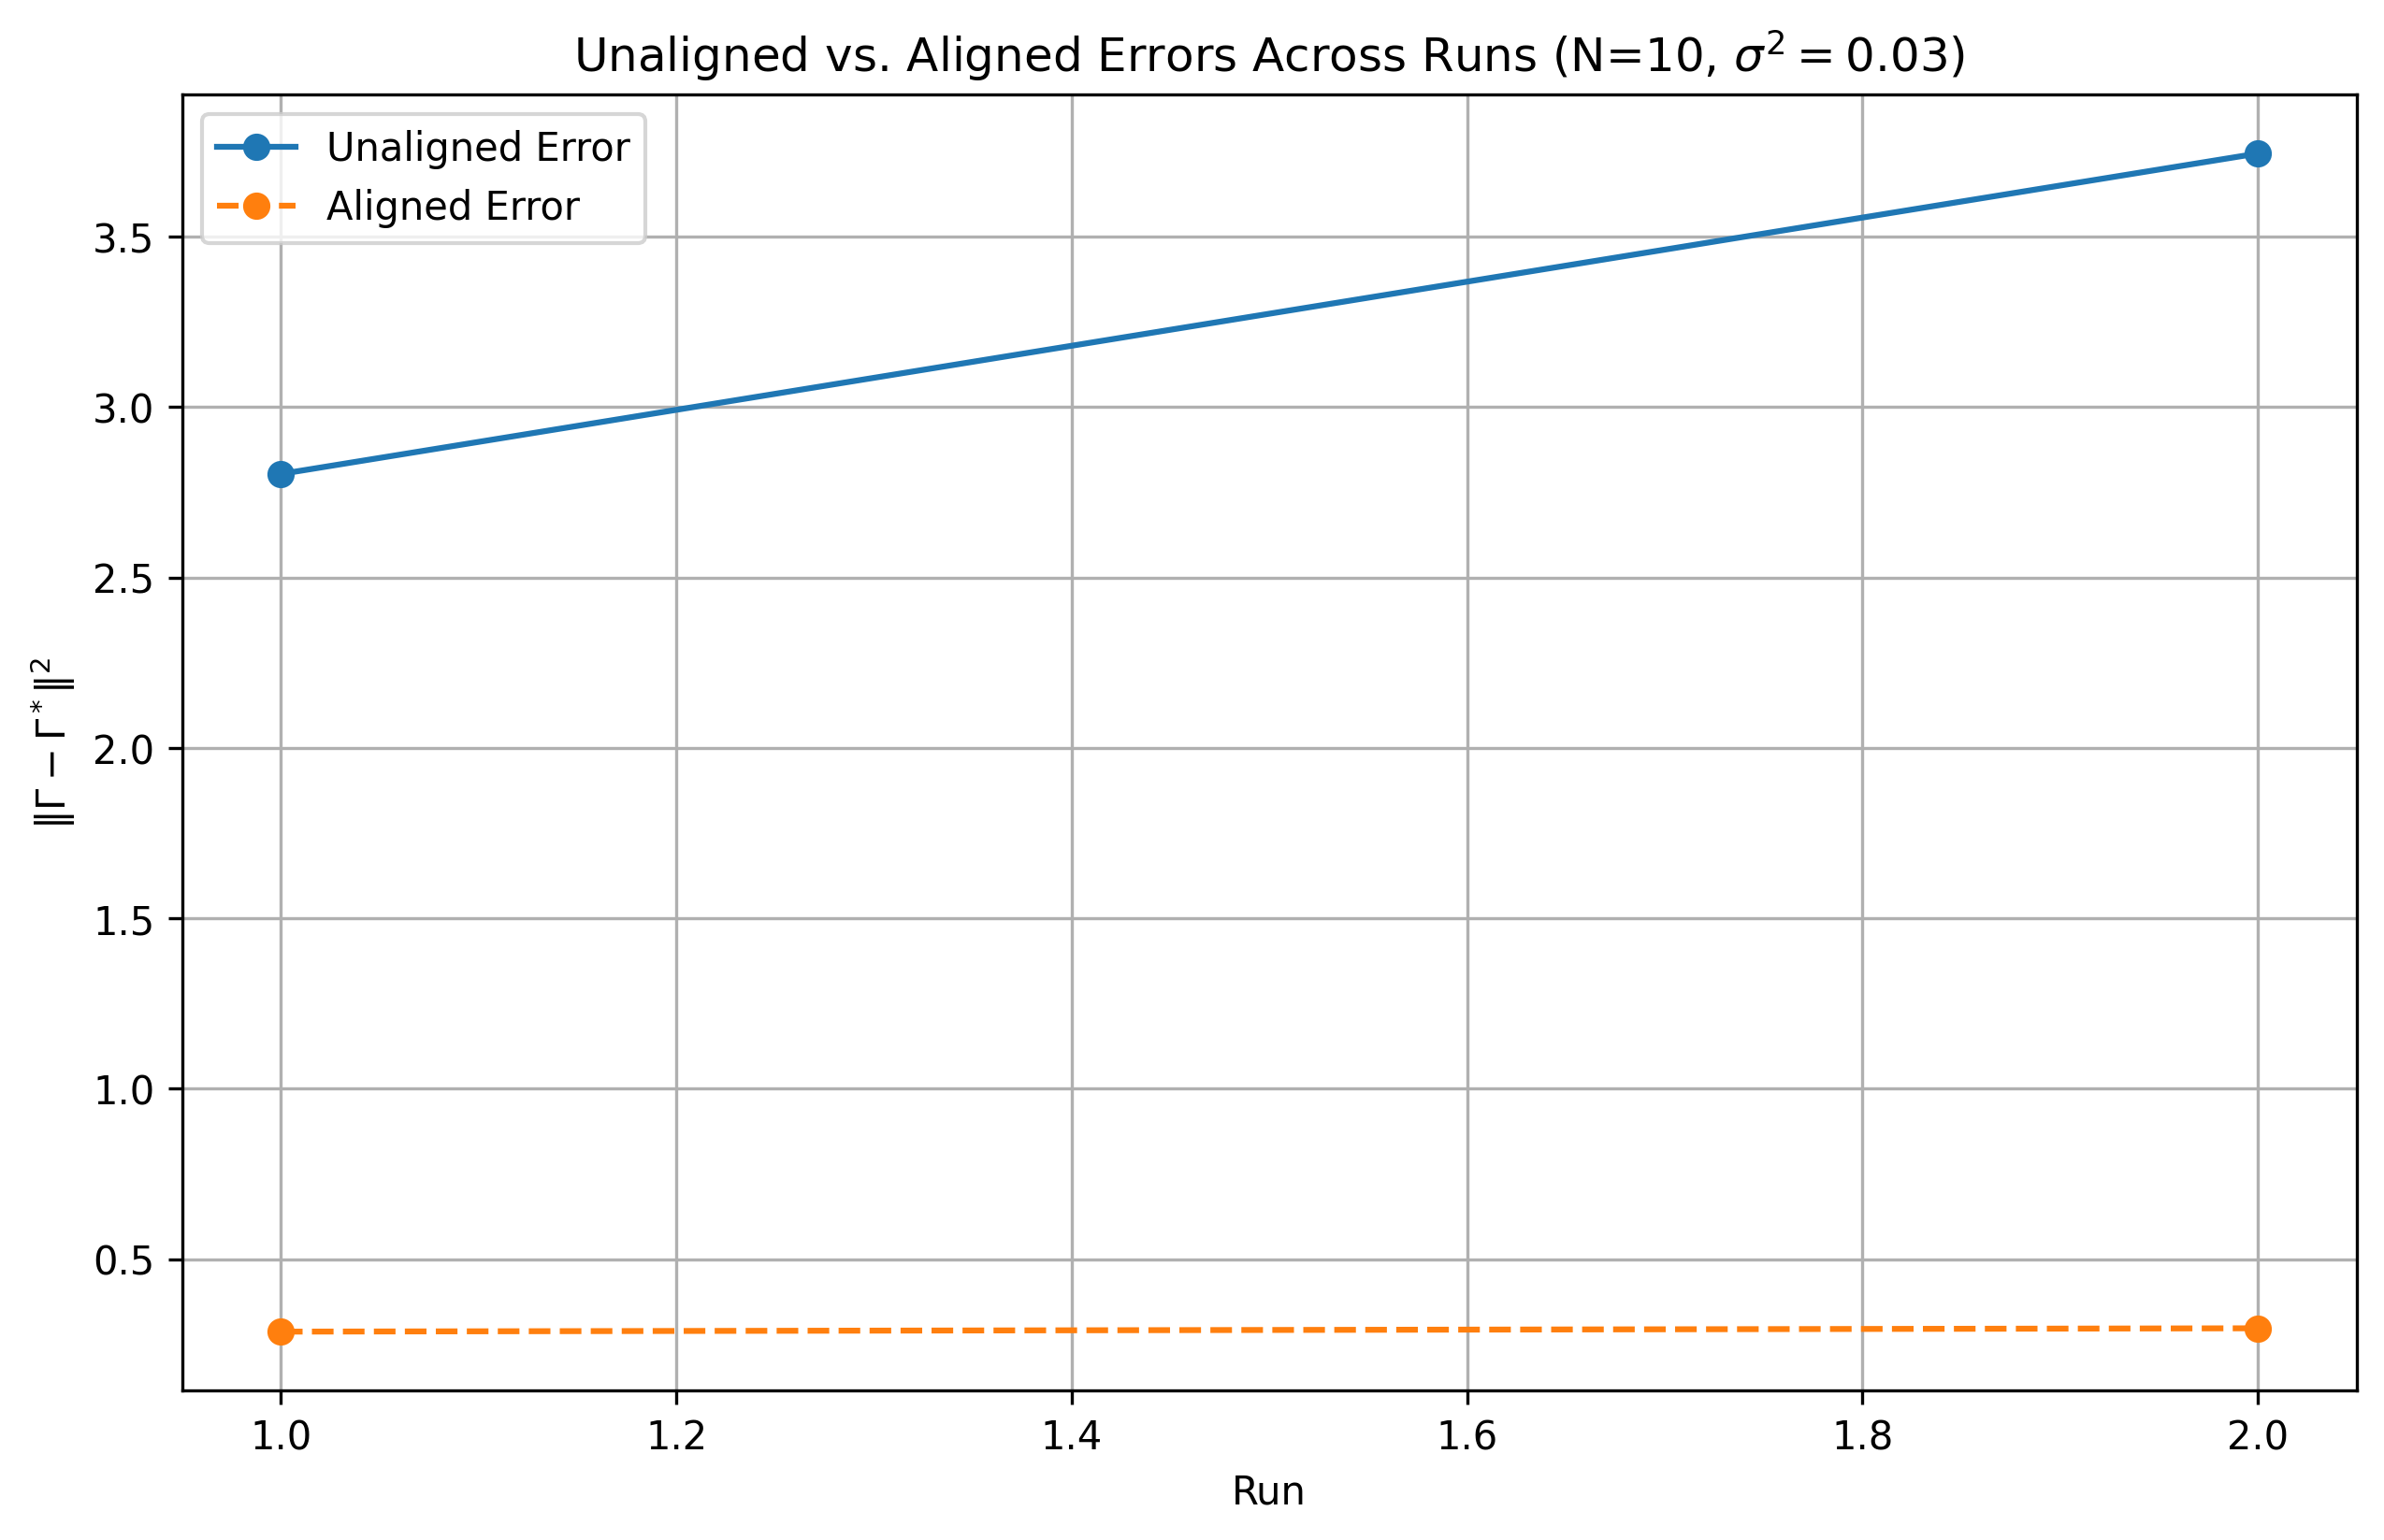 Unaligned vs. Aligned Errors Across Runs (N=10, σ² = 0.03)
Unaligned Error
Aligned Error
3.5
3.0
2.5
2.0
1.5
1.0
0.5
‖Γ − Γ*‖²
1.0 1.2 1.4 1.6 1.8 2.0
Run